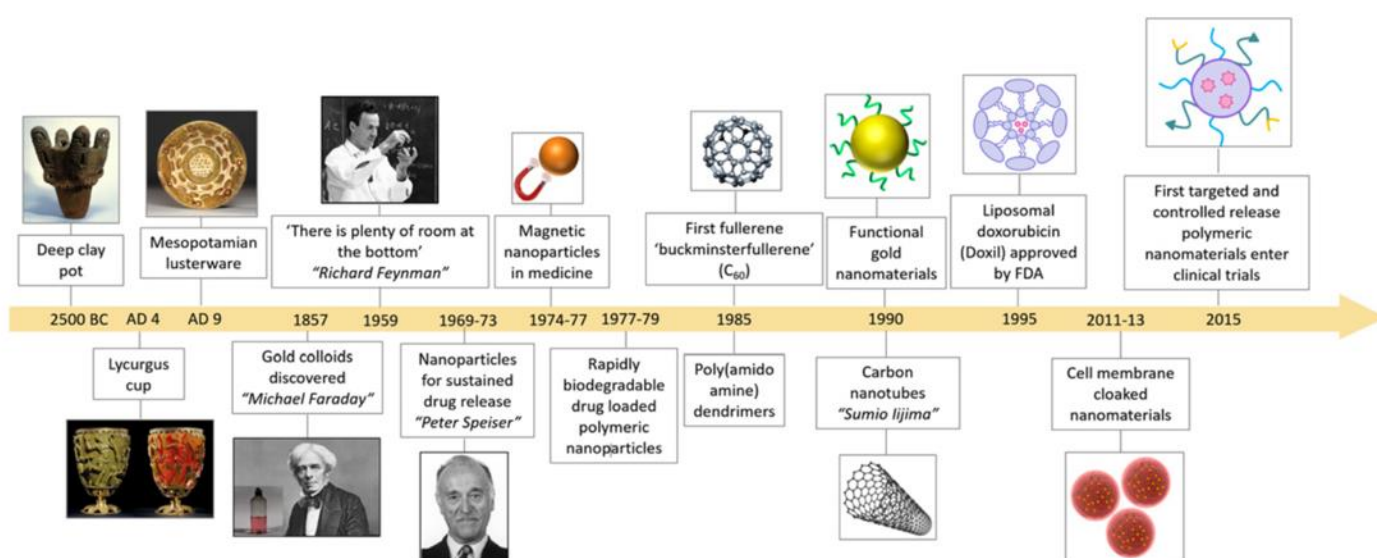 Deep clay
pot
Mesopotamian
lusterware
‘There is plenty of room at
the bottom’
“Richard Feynman”
Magnetic
nanoparticles
in medicine
First fullerene
‘buckminsterfullerene’
(C₆₀)
Functional
gold
nanomaterials
Liposomal
doxorubicin
(Doxil) approved
by FDA
First targeted and
controlled release
polymeric
nanomaterials enter
clinical trials
2500 BC AD 4 AD 9 1857 1959 1969-73 1974-77 1977-79 1985 1990 1995 2011-13 2015
Lycurgus
cup
Gold colloids
discovered
“Michael Faraday”
Nanoparticles
for sustained
drug release
“Peter Speiser”
Rapidly
biodegradable
drug loaded
polymeric
nanoparticles
Poly(amido
amine)
dendrimers
Carbon
nanotubes
“Sumio Iijima”
Cell membrane
cloaked
nanomaterials